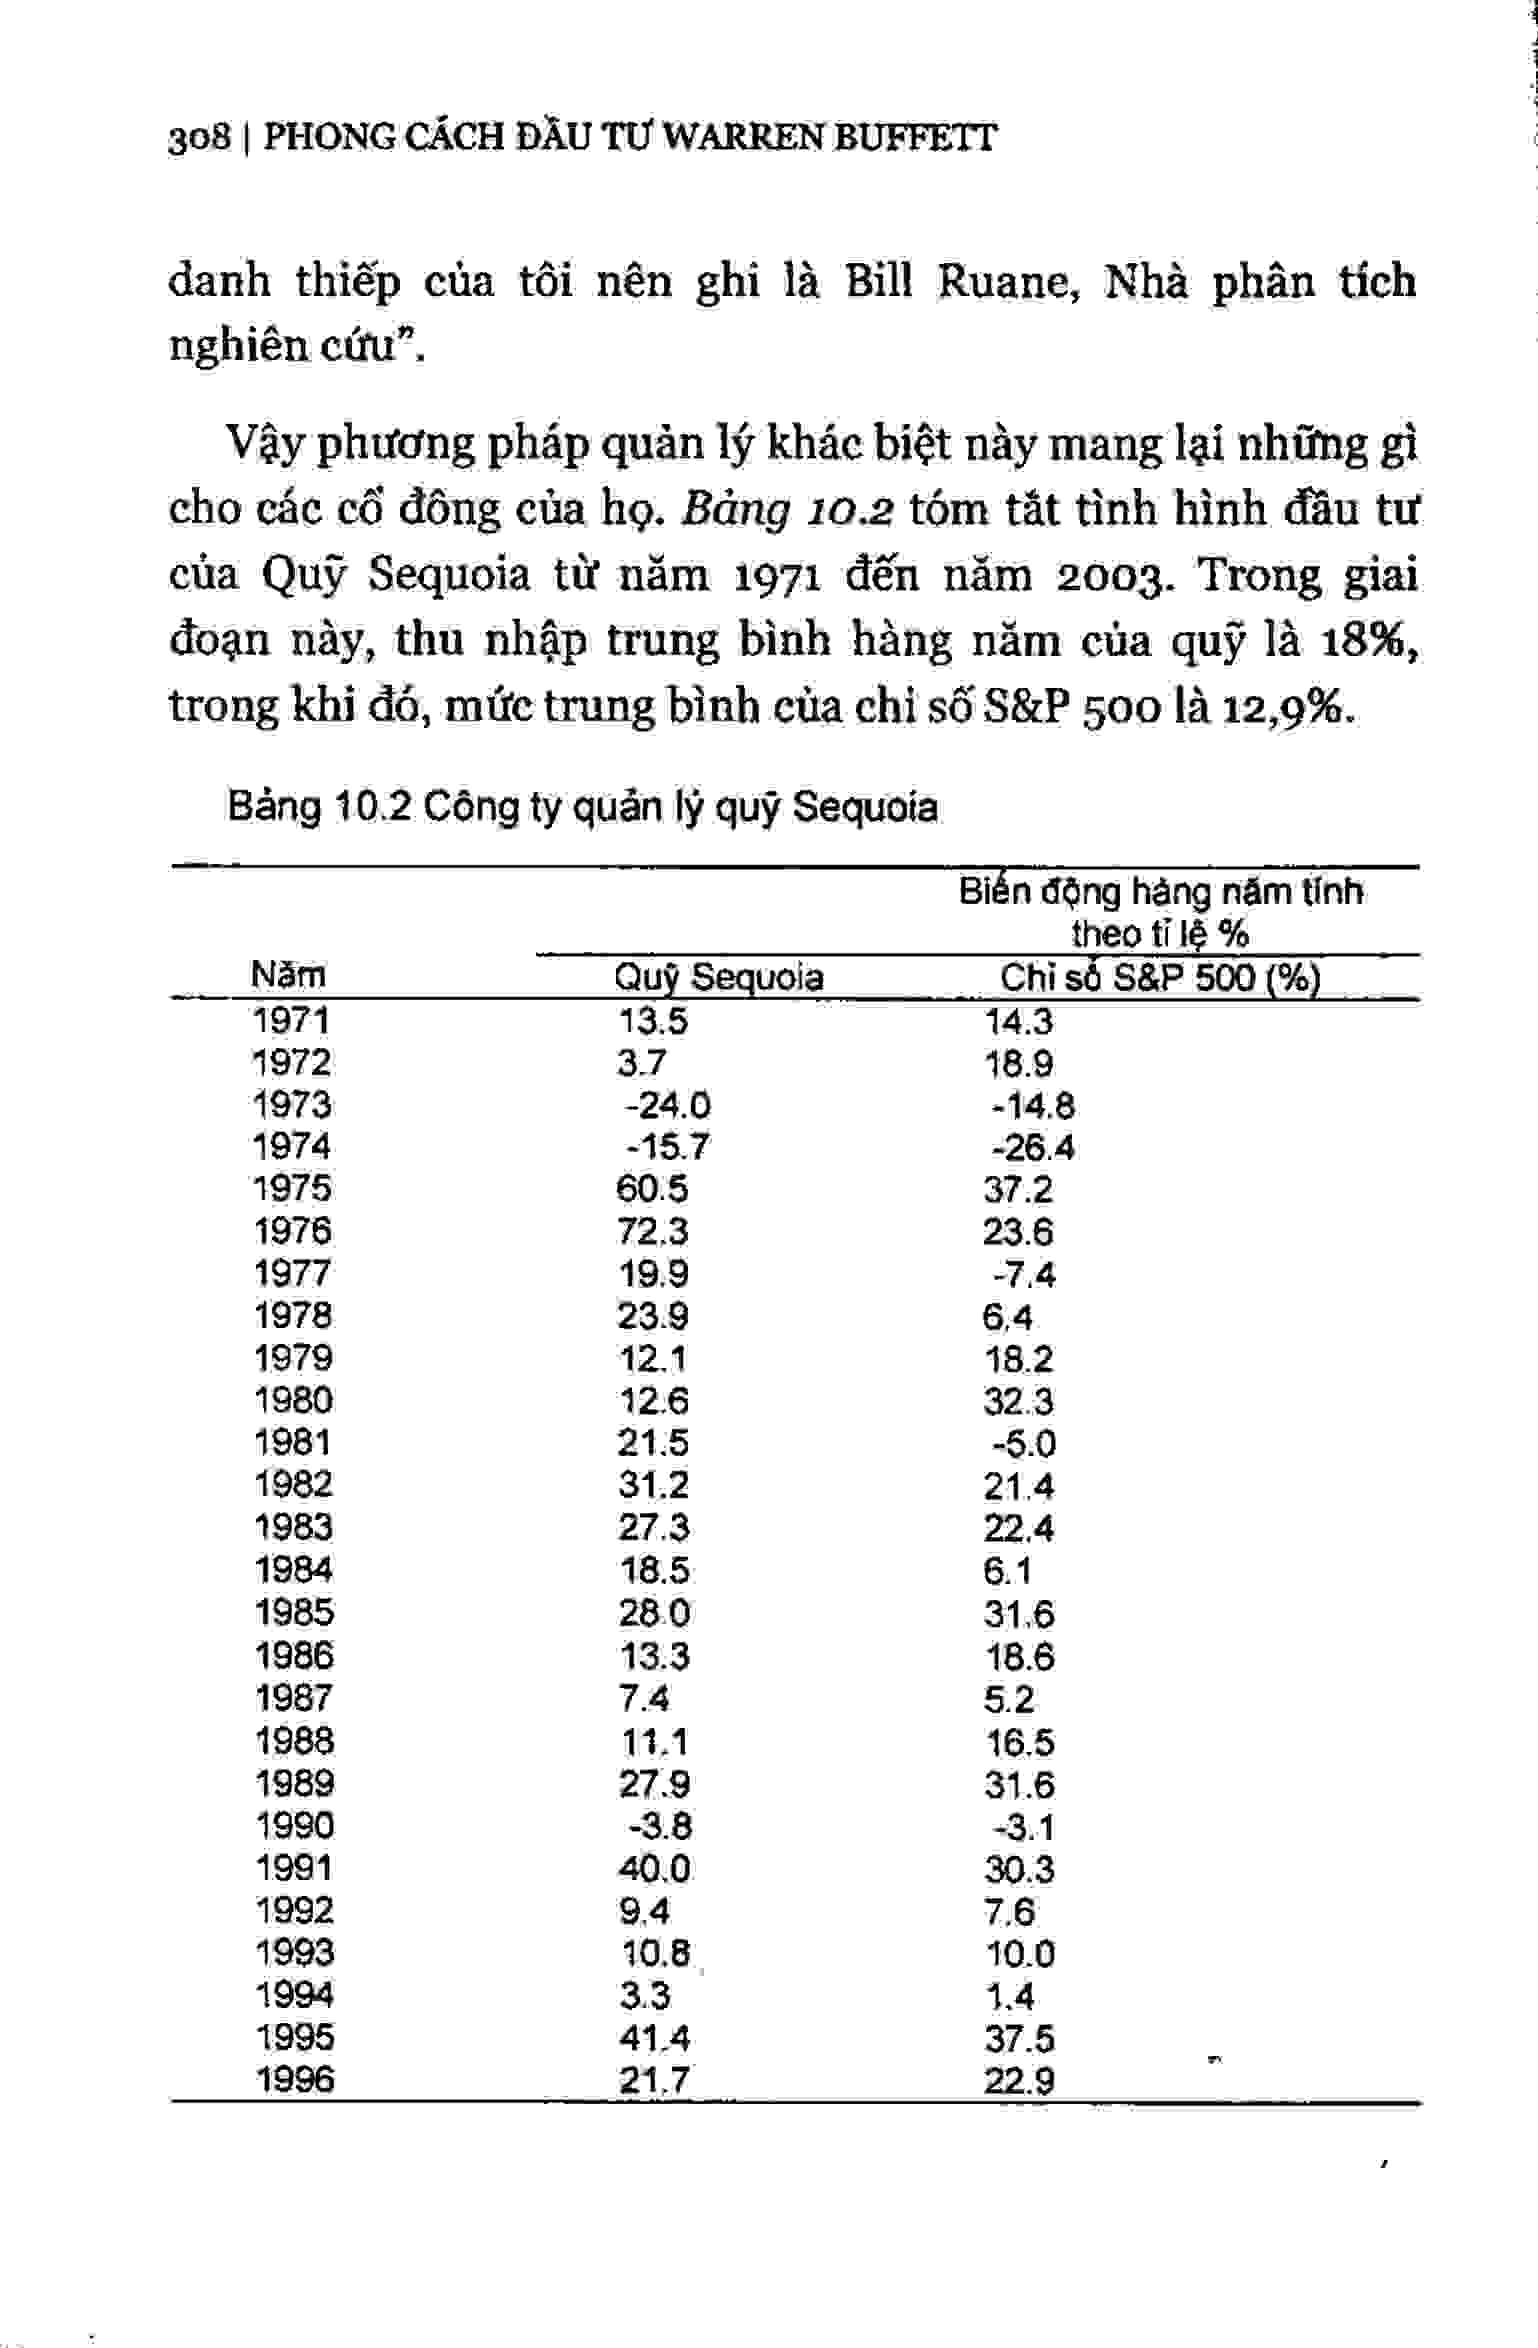 308 | PHONG CÁCH ĐẦU TƯ WARREN BUFFETT
danh thiếp của tôi nên ghi là Bill Ruane, Nhà phân tích
nghiên cứu”.
Vậy phương pháp quản lý khác biệt này mang lại những gì
cho các cổ đông của họ. Bảng 10.2 tóm tắt tình hình đầu tư
của Quỹ Sequoia từ năm 1971 đến năm 2003. Trong giai
đoạn này, thu nhập trung bình hàng năm của quỹ là 18%,
trong khi đó, mức trung bình của chỉ số S&P 500 là 12,9%.
Bảng 10.2 Công ty quản lý quỹ Sequoia
Biến động hàng năm tính
theo tỉ lệ %
Năm Quỹ Sequoia Chỉ số S&P 500 (%)
1971 13.5 14.3
1972 3.7 18.9
1973 -24.0 -14.8
1974 -15.7 -26.4
1975 60.5 37.2
1976 72.3 23.6
1977 19.9 -7.4
1978 23.9 6.4
1979 12.1 18.2
1980 12.6 32.3
1981 21.5 -5.0
1982 31.2 21.4
1983 27.3 22.4
1984 18.5 6.1
1985 28.0 31.6
1986 13.3 18.6
1987 7.4 5.2
1988 11.1 16.5
1989 27.9 31.6
1990 -3.8 -3.1
1991 40.0 30.3
1992 9.4 7.6
1993 10.8 10.0
1994 3.3 1.4
1995 41.4 37.5
1996 21.7 22.9